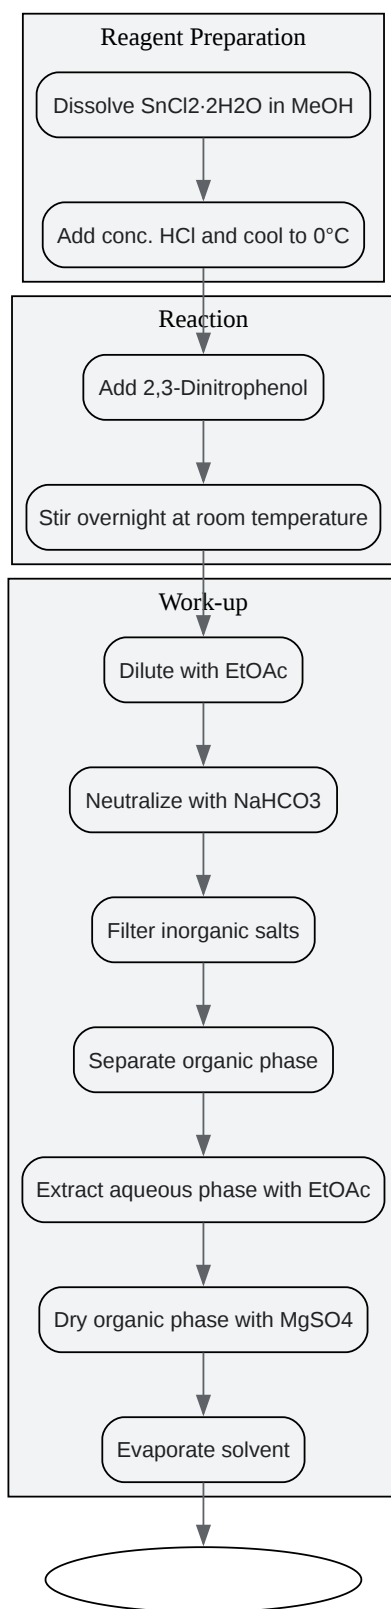 Reagent Preparation
Dissolve SnCl2·2H2O in MeOH
Add conc. HCl and cool to 0°C
Reaction
Add 2,3-Dinitrophenol
Stir overnight at room temperature
Work-up
Dilute with EtOAc
Neutralize with NaHCO3
Filter inorganic salts
Separate organic phase
Extract aqueous phase with EtOAc
Dry organic phase with MgSO4
Evaporate solvent